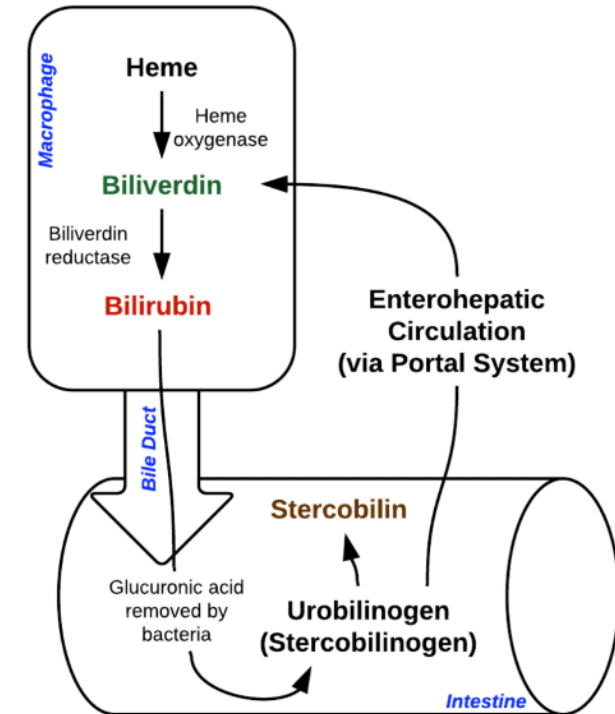 Macrophage
Heme
Heme
oxygenase
Biliverdin
Biliverdin
reductase
Bilirubin
Enterohepatic
Circulation
(via Portal System)
Bile Duct
Stercobilin
Glucuronic acid
removed by
bacteria
Urobilinogen
(Stercobilinogen)
Intestine